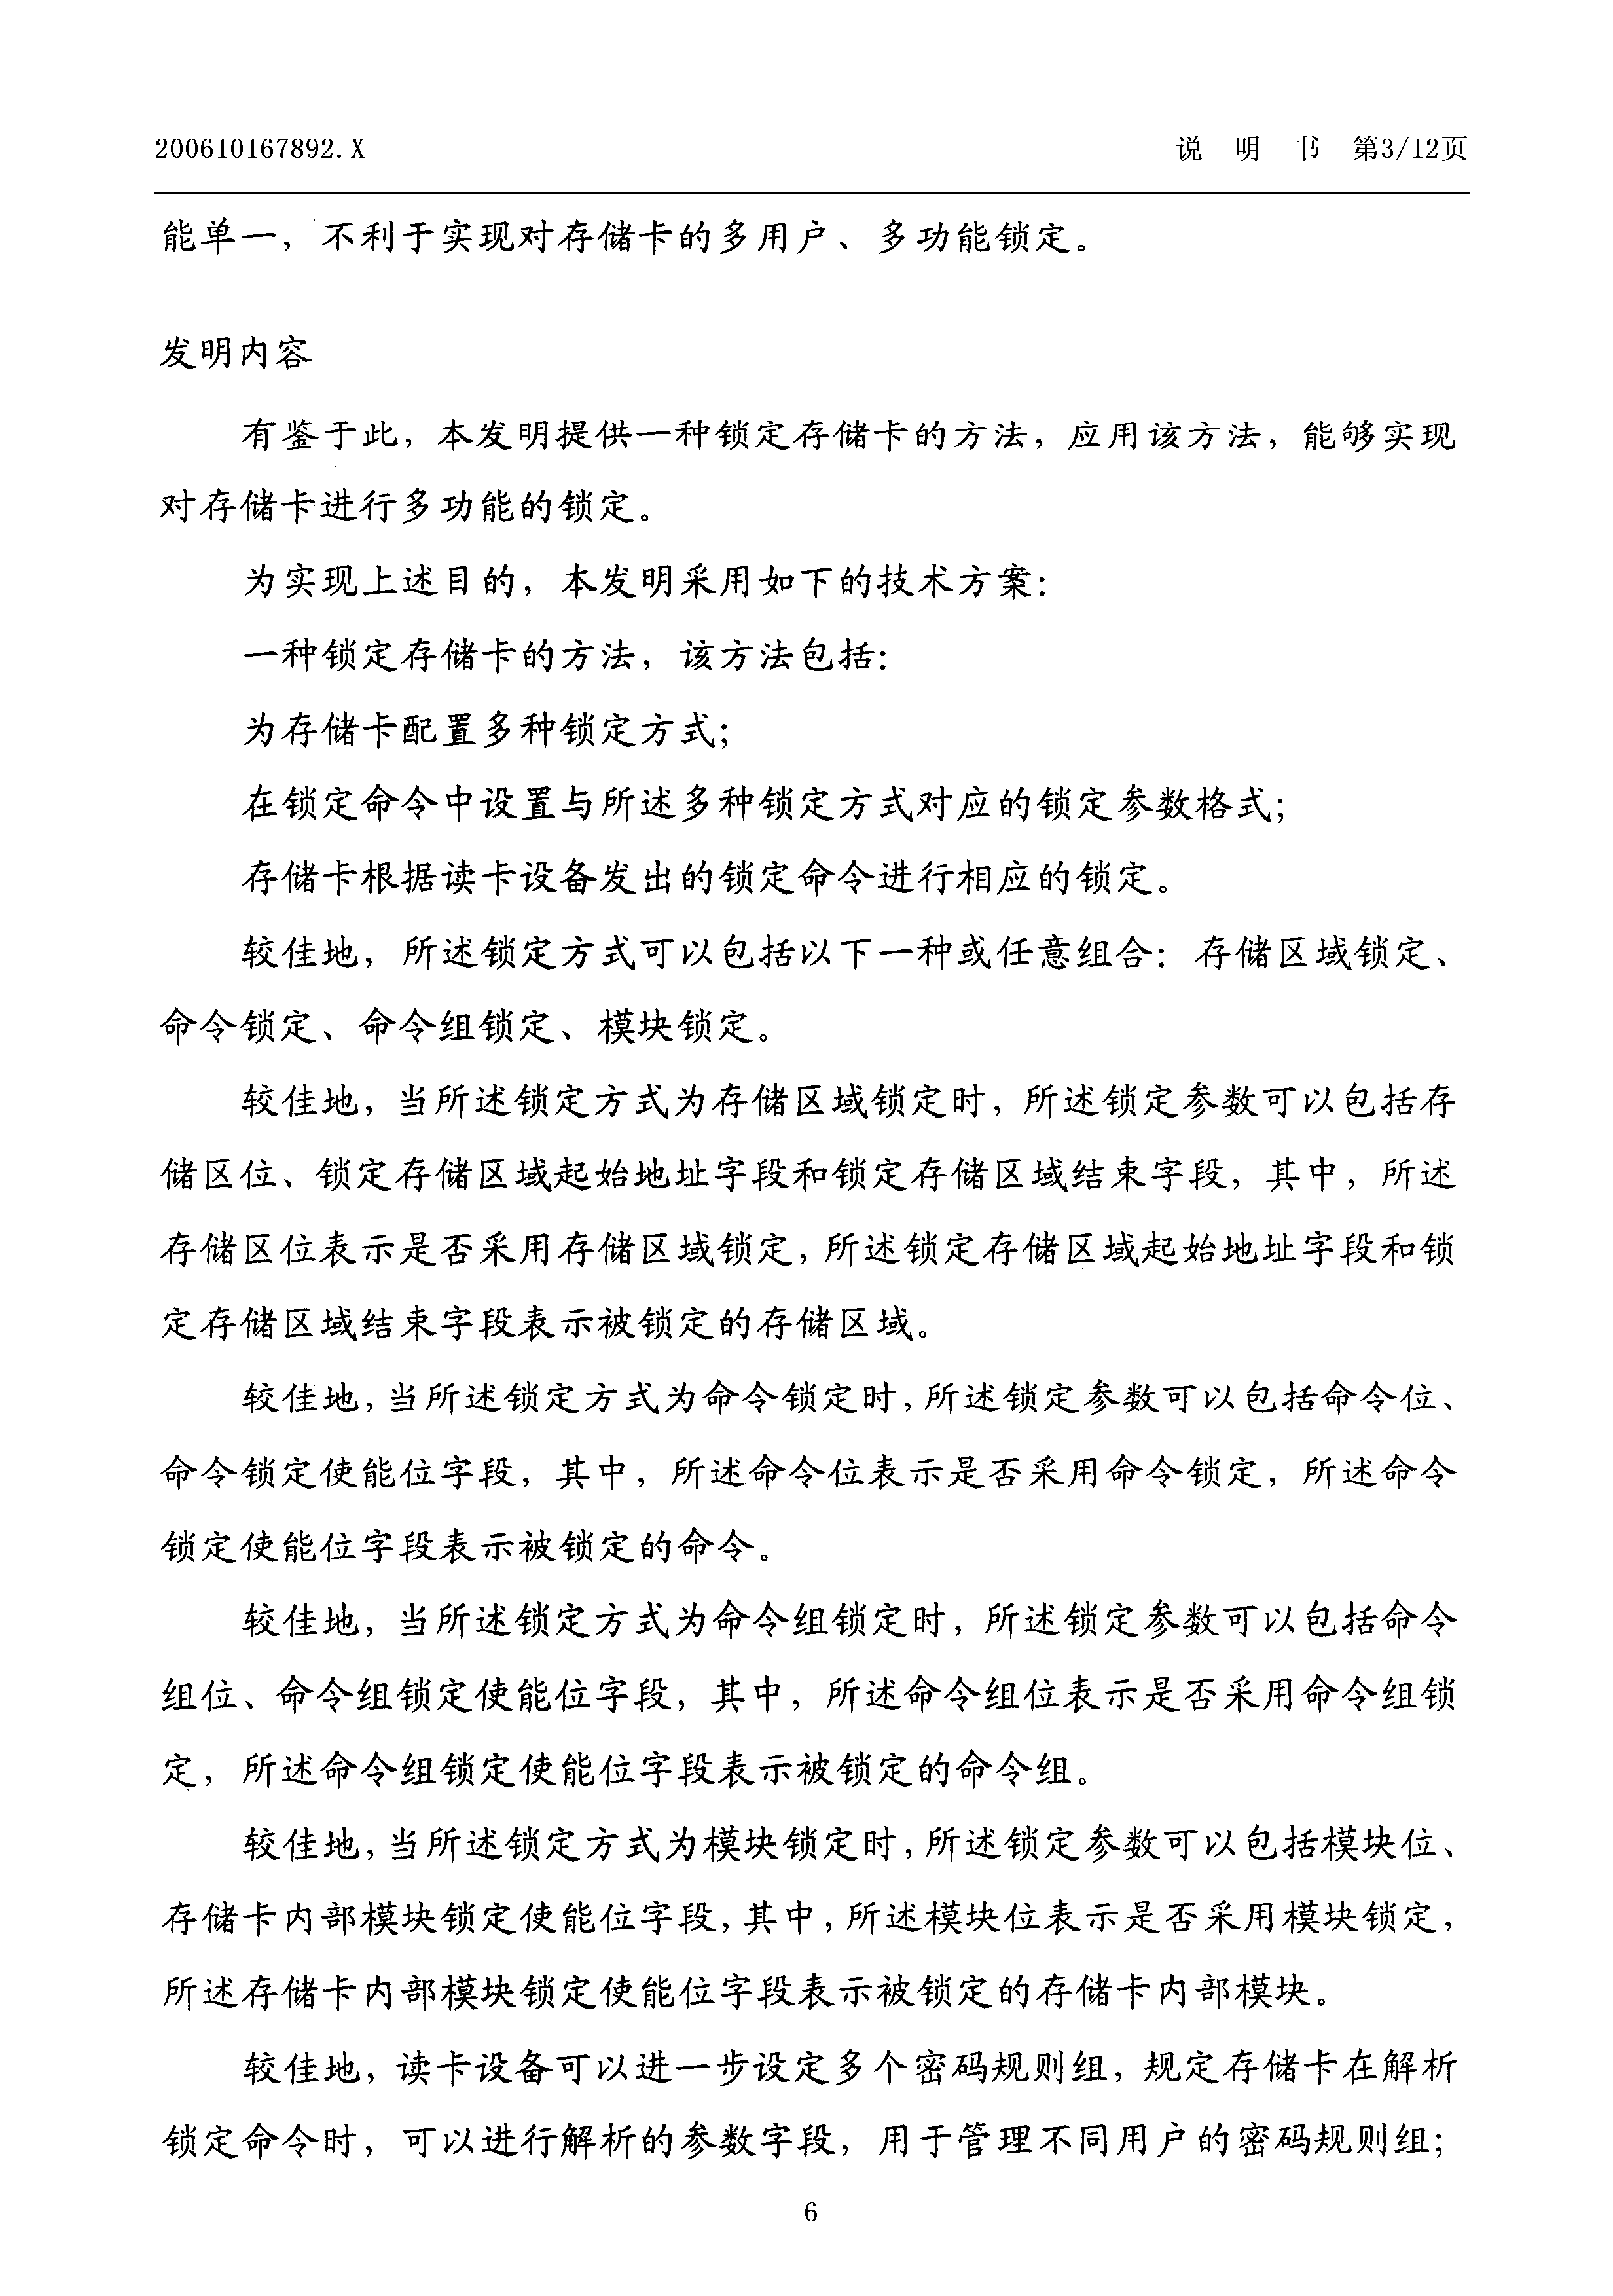 200610167892.X
说 明 书 第3/12页
能单一，不利于实现对存储卡的多用户、多功能锁定。
发明内容
有鉴于此，本发明提供一种锁定存储卡的方法，应用该方法，能够实现
对存储卡进行多功能的锁定。
为实现上述目的，本发明采用如下的技术方案：
一种锁定存储卡的方法，该方法包括：
为存储卡配置多种锁定方式；
在锁定命令中设置与所述多种锁定方式对应的锁定参数格式；
存储卡根据读卡设备发出的锁定命令进行相应的锁定。
较佳地，所述锁定方式可以包括以下一种或任意组合：存储区域锁定、
命令锁定、命令组锁定、模块锁定。
较佳地，当所述锁定方式为存储区域锁定时，所述锁定参数可以包括存
储区位、锁定存储区域起始地址字段和锁定存储区域结束字段，其中，所述
存储区位表示是否采用存储区域锁定，所述锁定存储区域起始地址字段和锁
定存储区域结束字段表示被锁定的存储区域。
较佳地，当所述锁定方式为命令锁定时，所述锁定参数可以包括命令位、
命令锁定使能位字段，其中，所述命令位表示是否采用命令锁定，所述命令
锁定使能位字段表示被锁定的命令。
较佳地，当所述锁定方式为命令组锁定时，所述锁定参数可以包括命令
组位、命令组锁定使能位字段，其中，所述命令组位表示是否采用命令组锁
定，所述命令组锁定使能位字段表示被锁定的命令组。
较佳地，当所述锁定方式为模块锁定时，所述锁定参数可以包括模块位、
存储卡内部模块锁定使能位字段，其中，所述模块位表示是否采用模块锁定，
所述存储卡内部模块锁定使能位字段表示被锁定的存储卡内部模块。
较佳地，读卡设备可以进一步设定多个密码规则组，规定存储卡在解析
锁定命令时，可以进行解析的参数字段，用于管理不同用户的密码规则组；
6